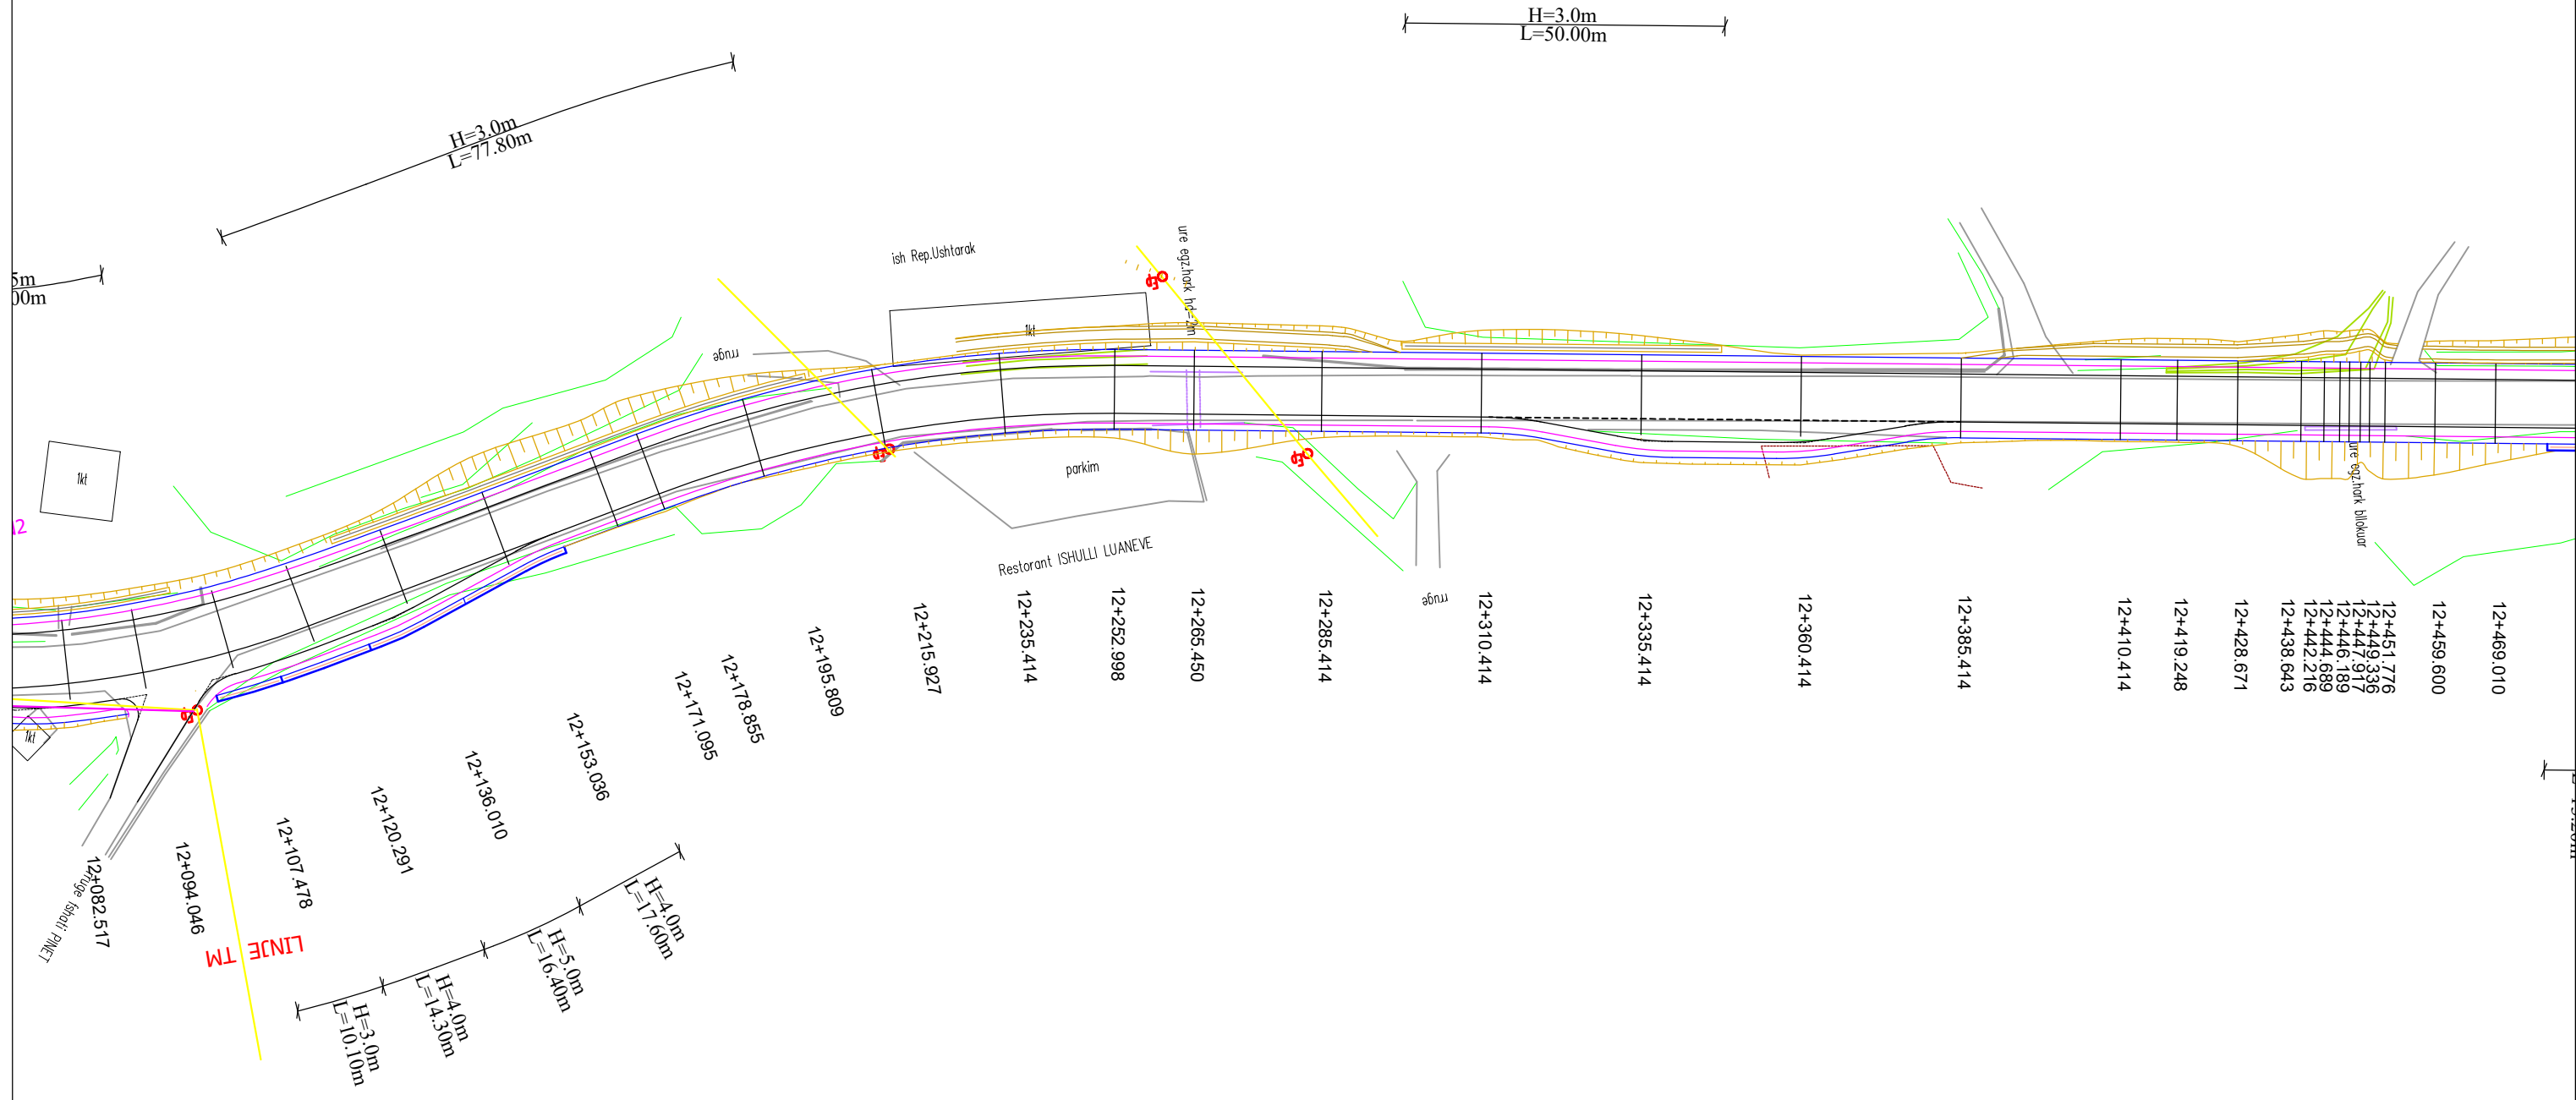 H=3.0m
L=50.00m
H=3.0m
L=77.80m
5m
00m
ish Rep.Ushtarak
ure egz.hark hd=2m
1kt
rruge
1kt
parkim
Restorant ISHULLI LUANEVE
rruge
ure egz.hark bllokuar
1kt
12+082.517
12+094.046
12+107.478
12+120.291
12+136.010
12+153.036
12+171.095
12+178.855
12+195.809
12+215.927
12+235.414
12+252.998
12+265.450
12+285.414
12+310.414
12+335.414
12+360.414
12+385.414
12+410.414
12+419.248
12+428.671
12+438.643
12+442.216
12+444.689
12+446.189
12+447.917
12+449.336
12+451.776
12+459.600
12+469.010
rruge fshati PINET
LINJE TM
H=3.0m
L=10.10m
H=4.0m
L=14.30m
H=5.0m
L=16.40m
H=4.0m
L=17.60m